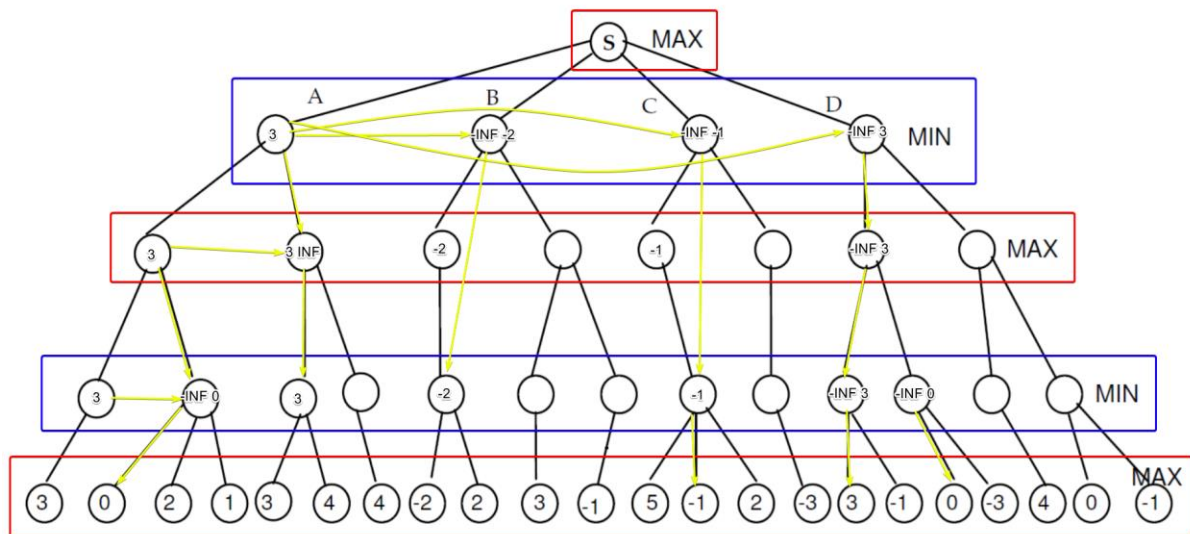 S MAX
A B C D
3 -INF -2 -INF -1 -INF 3 MIN
3 3 INF -2 -1 -INF 3 MAX
3 -INF 0 3 -2 -1 -INF 3 -INF 0 MIN
MAX
3 0 2 1 3 4 4 -2 2 3 -1 5 -1 2 -3 3 -1 0 -3 4 0 -1